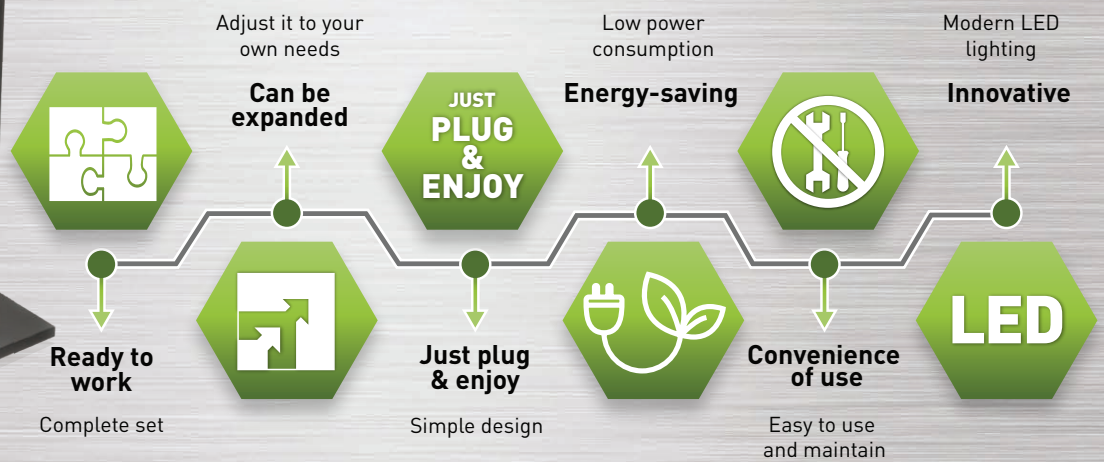 Ready to
work
Complete set
Adjust it to your
own needs
Can be
expanded
JUST
PLUG
&
ENJOY
Just plug
& enjoy
Simple design
Low power
consumption
Energy-saving
Convenience
of use
Easy to use
and maintain
Modern LED
lighting
Innovative
LED